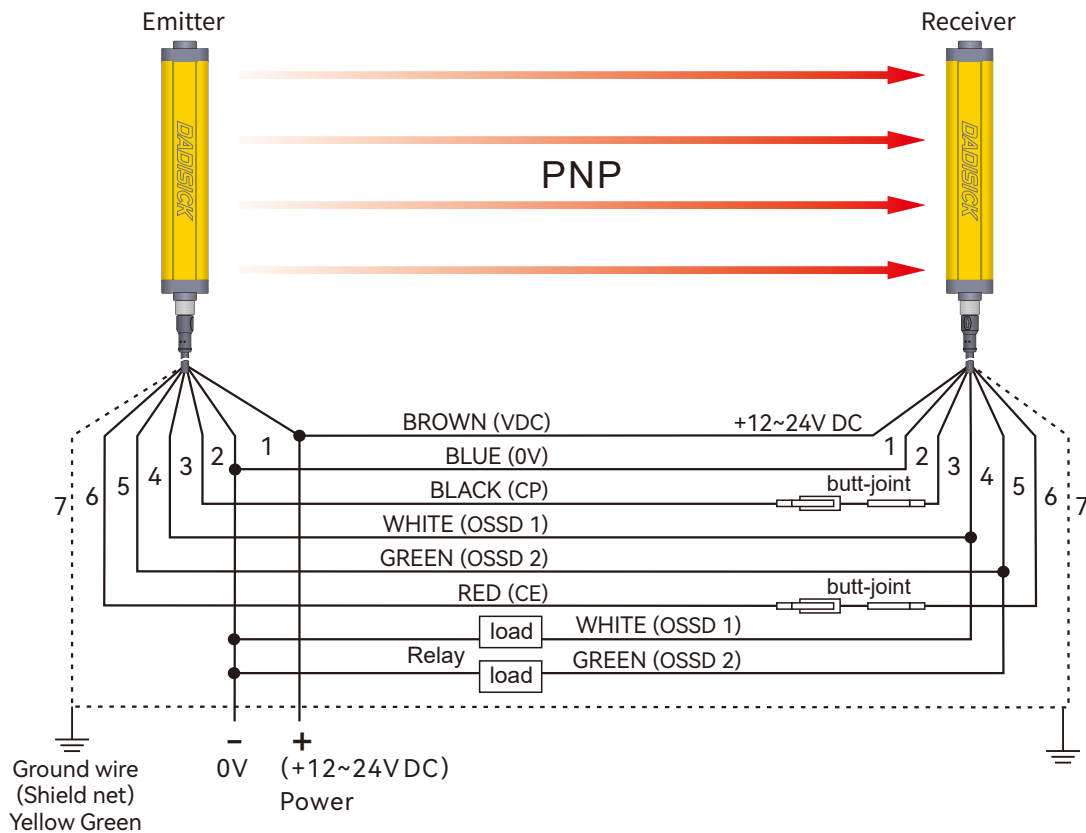 Emitter
Receiver
DADISICK
DADISICK
PNP
BROWN (VDC)
+12~24V DC
BLUE (0V)
BLACK (CP)
butt-joint
WHITE (OSSD 1)
GREEN (OSSD 2)
RED (CE)
butt-joint
load
WHITE (OSSD 1)
Relay
load
GREEN (OSSD 2)
7
6
5
4
3
2
1
1
2
3
4
5
6
7
−
+
0V
(+12~24V DC)
Power
Ground wire
(Shield net)
Yellow Green